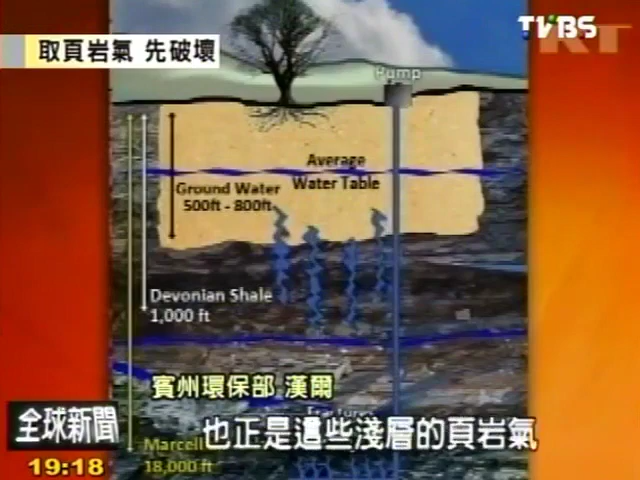 TVBS
RT
取頁岩氣 先破壞
Pump
Average
Water Table
Ground Water
500ft - 800ft
Devonian Shale
1,000 ft
賓州環保部 漢爾
Fractures
也正是這些淺層的頁岩氣
Marcell
18,000 ft
全球新聞
19:18